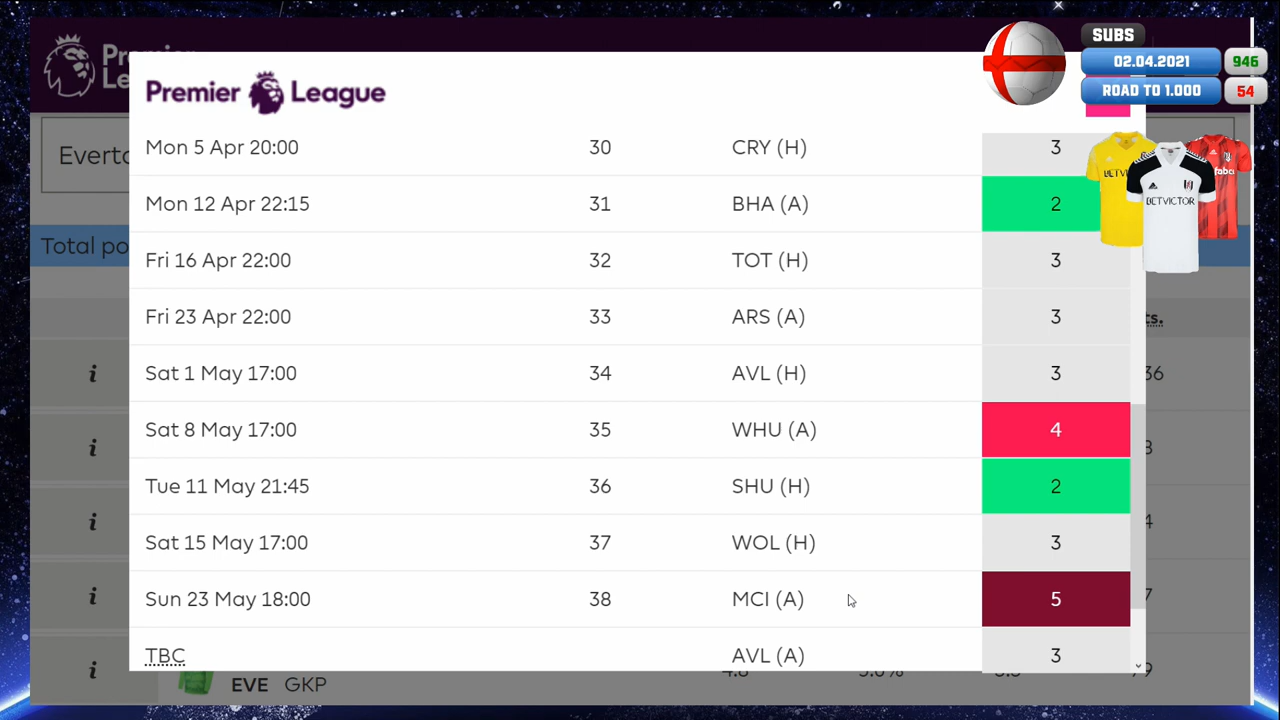 SUBS
02.04.2021 946
ROAD TO 1.000 54
Premier League
Mon 5 Apr 20:00 30 CRY (H) 3
Mon 12 Apr 22:15 31 BHA (A) 2
Fri 16 Apr 22:00 32 TOT (H) 3
Fri 23 Apr 22:00 33 ARS (A) 3
Sat 1 May 17:00 34 AVL (H) 3
Sat 8 May 17:00 35 WHU (A) 4
Tue 11 May 21:45 36 SHU (H) 2
Sat 15 May 17:00 37 WOL (H) 3
Sun 23 May 18:00 38 MCI (A) 5
TBC AVL (A) 3
Total
EVE GKP
BETVICTOR